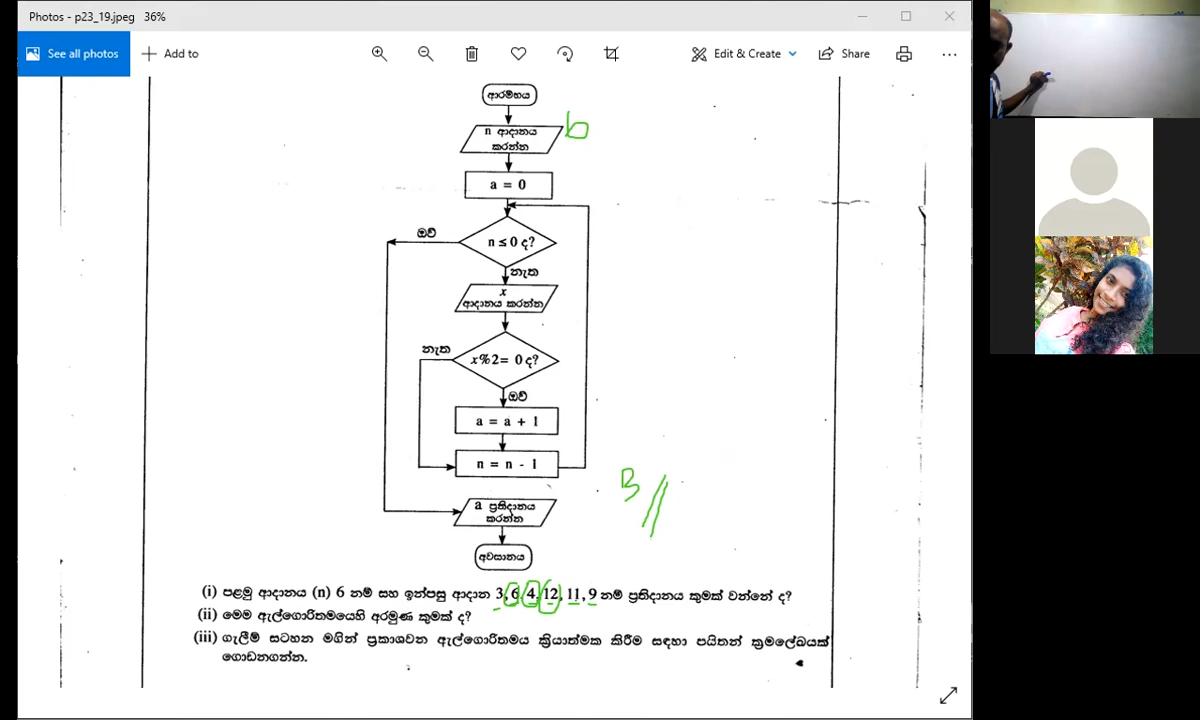 Photos - p23_19.jpeg 36%
See all photos
Add to
Edit & Create
Share
ආරම්භය
n ආදානය
කරන්න
6
a = 0
n ≤ 0 ද?
ඔව්
නැත
x
ආදානය කරන්න
නැත
x%2= 0 ද?
ඔව්
a = a + 1
n = n - 1
a ප්‍රතිදානය
කරන්න
3
අවසානය
(i) පළමු ආදානය (n) 6 නම් සහ ඉන්පසු ආදාන 3, 6, 4, 12, 11, 9 නම් ප්‍රතිදානය කුමක් වන්නේ ද?
(ii) මෙම ඇල්ගොරිතමයෙහි අරමුණ කුමක් ද?
(iii) ගැලීම් සටහන මගින් ප්‍රකාශවන ඇල්ගොරිතමය ක්‍රියාත්මක කිරීම සඳහා පයිතන් ක්‍රමලේඛයක්
ගොඩනගන්න.